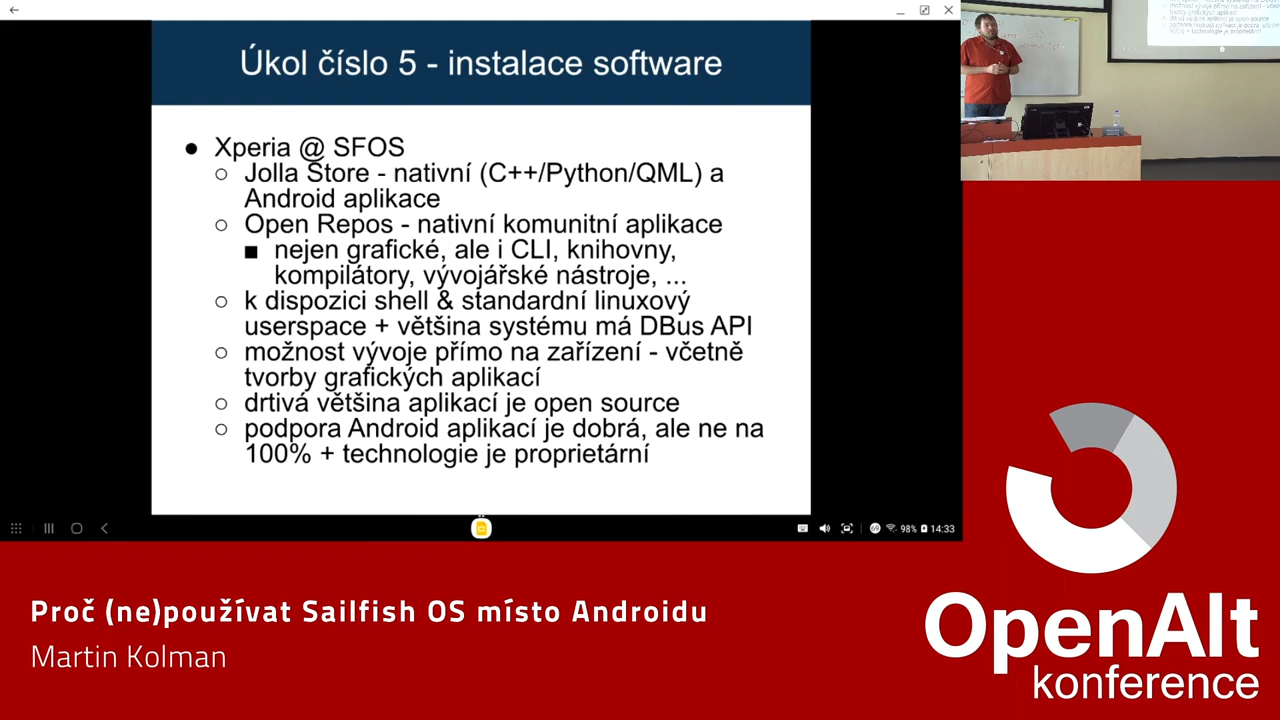 Úkol číslo 5 - instalace software
● Xperia @ SFOS
○ Jolla Store - nativní (C++/Python/QML) a
Android aplikace
○ Open Repos - nativní komunitní aplikace
■ nejen grafické, ale i CLI, knihovny,
kompilátory, vývojářské nástroje, ...
○ k dispozici shell & standardní linuxový
userspace + většina systému má DBus API
○ možnost vývoje přímo na zařízení - včetně
tvorby grafických aplikací
○ drtivá většina aplikací je open source
○ podpora Android aplikací je dobrá, ale ne na
100% + technologie je proprietární
98% 14:33
Proč (ne)používat Sailfish OS místo Androidu
Martin Kolman
OpenAlt
konference